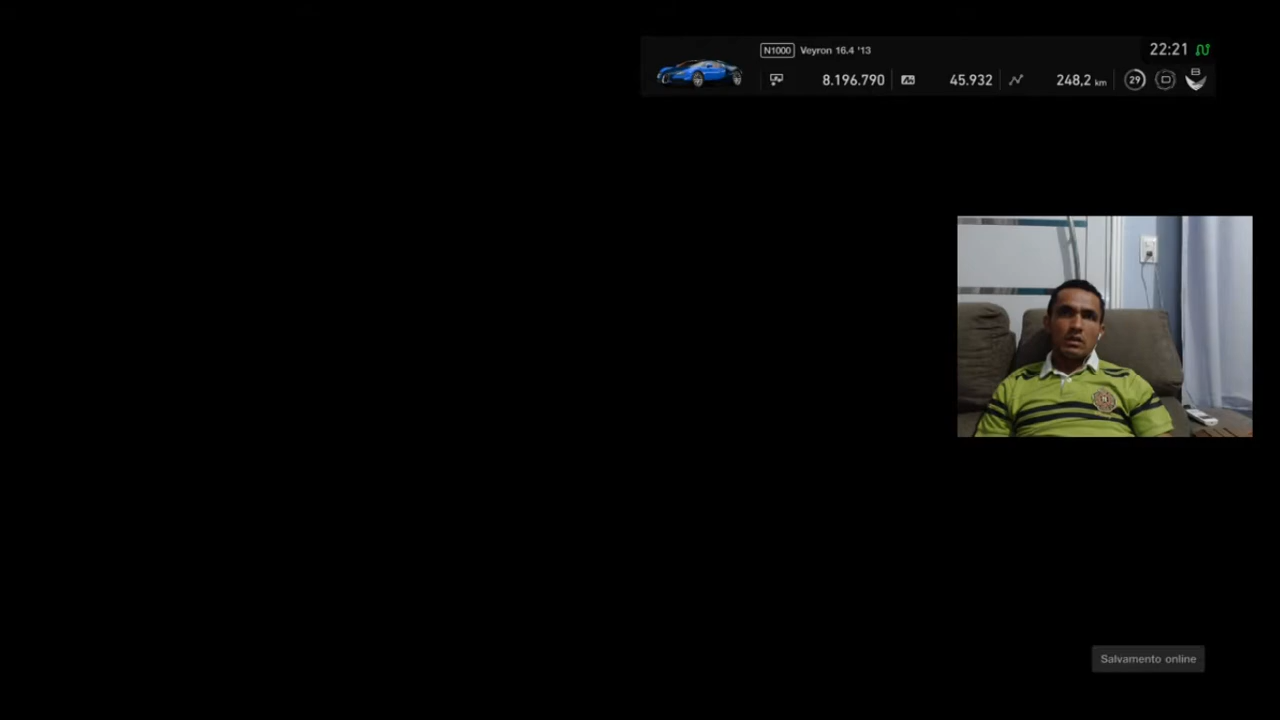 N1000 Veyron 16.4 '13 22:21
8.196.790 45.932 248,2 km 29 D B
Salvamento online